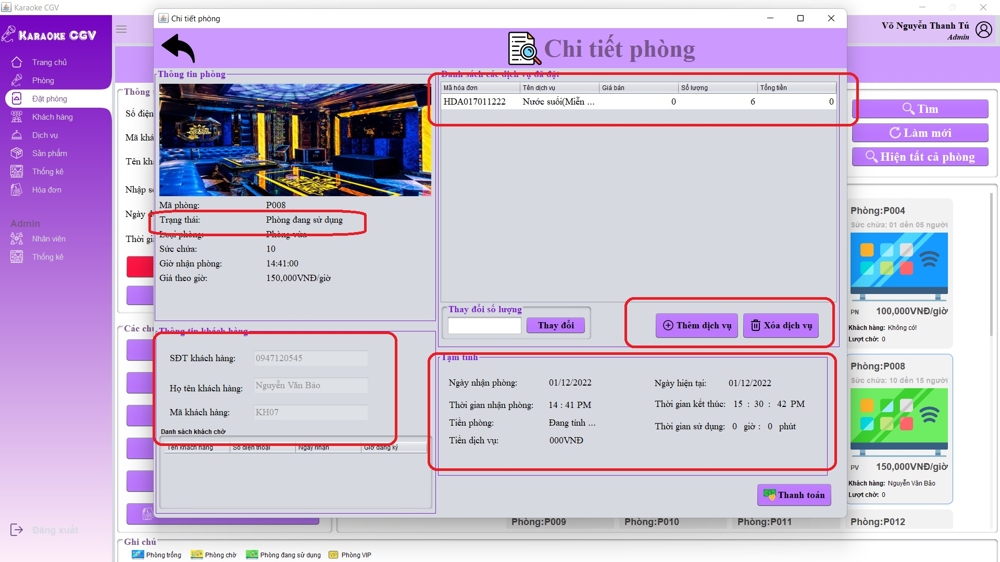 Karaoke CGV
Chi tiết phòng
KARAOKE CGV
Võ Nguyễn Thanh Tú
Admin
Chi tiết phòng
Trang chủ
Phòng
Đặt phòng
Khách hàng
Dịch vụ
Sản phẩm
Thống kê
Hóa đơn
Admin
Nhân viên
Thống kê
Đăng xuất
Thông
Số điện
Mã khá
Tên khá
Nhập số
Ngày
Thời gi
Các ch
Thông tin phòng
THE LIGHT
KARAOKE
Mã phòng: P008
Trạng thái: Phòng đang sử dụng
Loại phòng: Phòng vừa
Sức chứa: 10
Giờ nhận phòng: 14:41:00
Giá theo giờ: 150,000VNĐ/giờ
Thông tin khách hàng
SĐT khách hàng: 0947120545
Họ tên khách hàng: Nguyễn Văn Bảo
Mã khách hàng: KH07
Danh sách khách chờ
Tên khách hàng Số điện thoại Ngày nhận Giờ đăng ký
Danh sách các dịch vụ đã đặt
Mã hóa đơn Tên dịch vụ Giá bán Số lượng Tổng tiền
HDA017011222 Nước suối(Miễn ... 0 6 0
Thay đổi số lượng
Thay đổi
Thêm dịch vụ
Xóa dịch vụ
Tạm tính
Ngày nhận phòng: 01/12/2022 Ngày hiện tại: 01/12/2022
Thời gian nhận phòng: 14 : 41 PM Thời gian kết thúc: 15 : 30 : 42 PM
Tiền phòng: Đang tính ... Thời gian sử dụng: 0 giờ : 0 phút
Tiền dịch vụ: 000VNĐ
Thanh toán
Tìm
Làm mới
Hiện tất cả phòng
Phòng:P004
Sức chứa: 01 đến 05 người
PN 100,000VNĐ/giờ
Khách hàng: Không có!
Lượt chờ: 0
Phòng:P008
Sức chứa: 10 đến 15 người
PV 150,000VNĐ/giờ
Khách hàng: Nguyễn Văn Bảo
Lượt chờ: 0
Phòng:P009 Phòng:P010 Phòng:P011 Phòng:P012
Ghi chú
Phòng trống Phòng chờ Phòng đang sử dụng VIP Phòng VIP